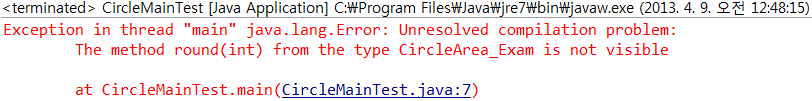 <terminated> CircleMainTest [Java Application] C:₩Program Files₩Java₩jre7₩bin₩javaw.exe (2013. 4. 9. 오전 12:48:15)
Exception in thread "main" java.lang.Error: Unresolved compilation problem:
The method round(int) from the type CircleArea_Exam is not visible
at CircleMainTest.main(CircleMainTest.java:7)